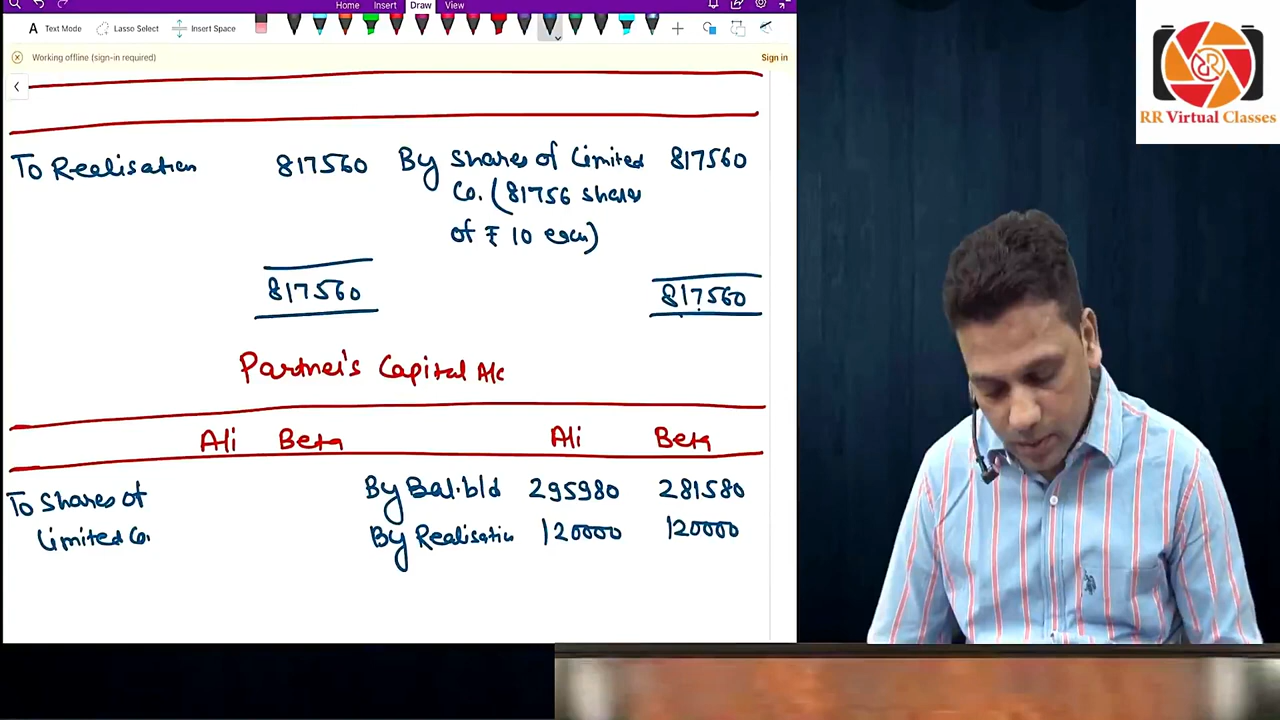 Home Insert Draw View
A Text Mode Lasso Select Insert Space
Working offline (sign-in required) Sign in
RR Virtual Classes
To Realisation 817560 By shares of Limited 817560
Co. (81756 shares
of ₹ 10 each)
817560 817560
Partner's Capital A/c
Ali Beta Ali Beta
To Shares of By Bal. b/d 295980 281580
Limited Co. By Realisation 120000 120000